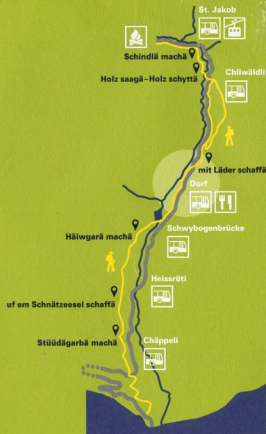 St. Jakob
Schindlä machä
Holz saagä–Holz schyttä
Chliwäldli
mit Läder schaffä
Dorf
Schwybogenbrücke
Häiwgarä machä
Heissrüti
uf em Schnätzeesel schaffä
Stüüdägarbä machä
Chäppeli